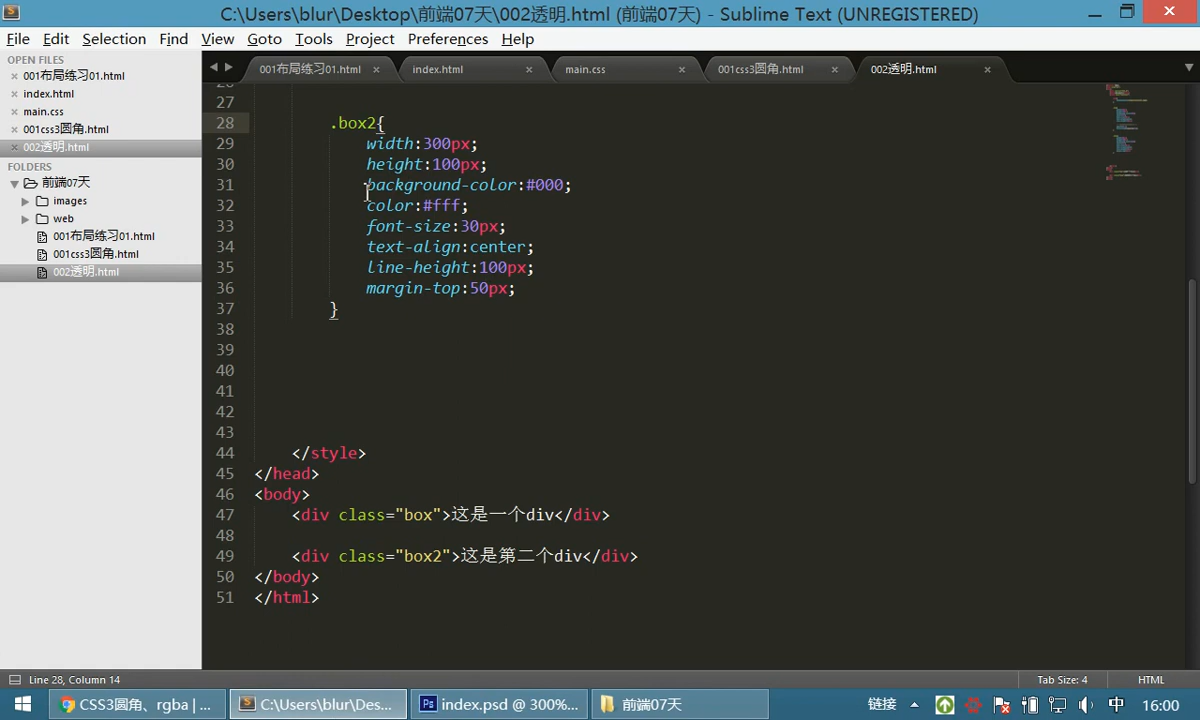 C:\Users\blur\Desktop\前端07天\002透明.html (前端07天) - Sublime Text (UNREGISTERED)
File Edit Selection Find View Goto Tools Project Preferences Help
OPEN FILES
001布局练习01.html
index.html
main.css
001css3圆角.html
002透明.html
FOLDERS
前端07天
images
web
001布局练习01.html
001css3圆角.html
002透明.html
001布局练习01.html index.html main.css 001css3圆角.html 002透明.html
27
28 .box2{
29 width:300px;
30 height:100px;
31 background-color:#000;
32 color:#fff;
33 font-size:30px;
34 text-align:center;
35 line-height:100px;
36 margin-top:50px;
37 }
38
39
40
41
42
43
44 </style>
45 </head>
46 <body>
47 <div class="box">这是一个div</div>
48
49 <div class="box2">这是第二个div</div>
50 </body>
51 </html>
Line 28, Column 14 Tab Size: 4 HTML
CSS3圆角、rgba | ... C:\Users\blur\Des... index.psd @ 300%... 前端07天 链接 中 16:00